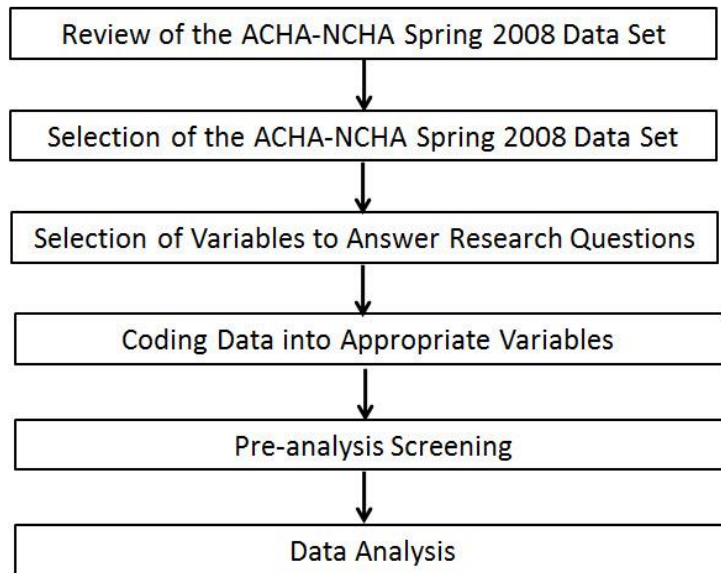 Review of the ACHA-NCHA Spring 2008 Data Set
Selection of the ACHA-NCHA Spring 2008 Data Set
Selection of Variables to Answer Research Questions
Coding Data into Appropriate Variables
Pre-analysis Screening
Data Analysis